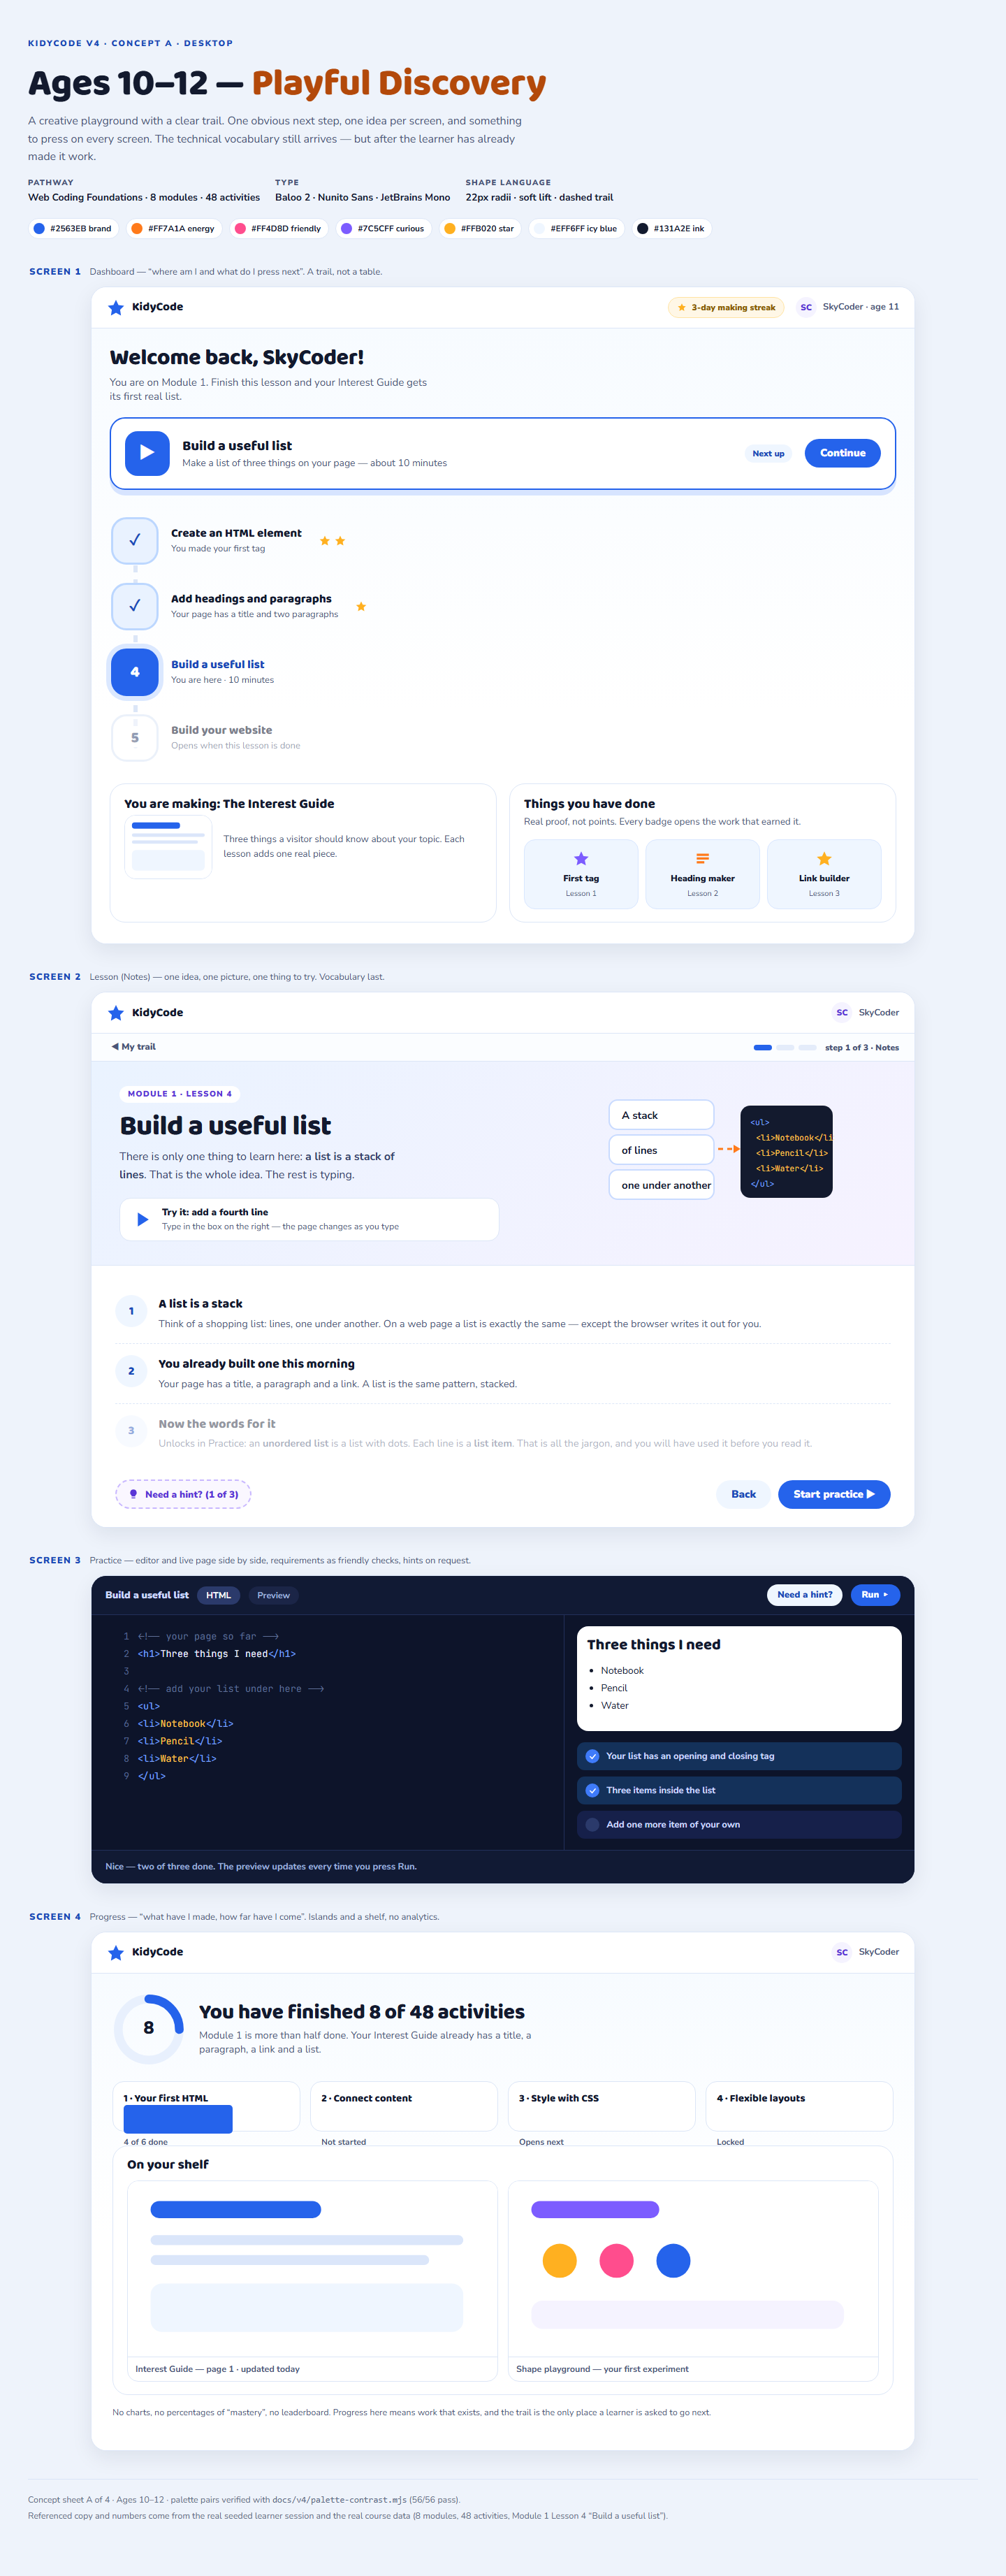 KIDYCODE V4 · CONCEPT A · DESKTOP
Ages 10–12 — Playful Discovery
A creative playground with a clear trail. One obvious next step, one idea per screen, and something
to press on every screen. The technical vocabulary still arrives — but after the learner has already
made it work.
PATHWAY
Web Coding Foundations · 8 modules · 48 activities
TYPE
Baloo 2 · Nunito Sans · JetBrains Mono
SHAPE LANGUAGE
22px radii · soft lift · dashed trail
#2563EB brand
#FF7A1A energy
#FF4D8D friendly
#7C5CFF curious
#FFB020 star
#EFF6FF icy blue
#131A2E ink
SCREEN 1 Dashboard — “where am I and what do I press next”. A trail, not a table.
KidyCode
3-day making streak
SC
SkyCoder · age 11
Welcome back, SkyCoder!
You are on Module 1. Finish this lesson and your Interest Guide gets
its first real list.
Build a useful list
Make a list of three things on your page — about 10 minutes
Next up
Continue
Create an HTML element
You made your first tag
Add headings and paragraphs
Your page has a title and two paragraphs
4
Build a useful list
You are here · 10 minutes
5
Build your website
Opens when this lesson is done
You are making: The Interest Guide
Three things a visitor should know about your topic. Each
lesson adds one real piece.
Things you have done
Real proof, not points. Every badge opens the work that earned it.
First tag
Lesson 1
Heading maker
Lesson 2
Link builder
Lesson 3
SCREEN 2 Lesson (Notes) — one idea, one picture, one thing to try. Vocabulary last.
KidyCode
SC
SkyCoder
◀ My trail
step 1 of 3 · Notes
MODULE 1 · LESSON 4
Build a useful list
There is only one thing to learn here: a list is a stack of
lines. That is the whole idea. The rest is typing.
Try it: add a fourth line
Type in the box on the right — the page changes as you type
A stack
of lines
one under another
<ul>
<li>Notebook</li
<li>Pencil</li>
<li>Water</li>
</ul>
1
A list is a stack
Think of a shopping list: lines, one under another. On a web page a list is exactly the same — except the browser writes it out for you.
2
You already built one this morning
Your page has a title, a paragraph and a link. A list is the same pattern, stacked.
3
Now the words for it
Unlocks in Practice: an unordered list is a list with dots. Each line is a list item. That is all the jargon, and you will have used it before you read it.
Need a hint? (1 of 3)
Back
Start practice ▶
SCREEN 3 Practice — editor and live page side by side, requirements as friendly checks, hints on request.
Build a useful list
HTML
Preview
Need a hint?
Run ▸
1 <!-- your page so far -->
2 <h1>Three things I need</h1>
3
4 <!-- add your list under here -->
5 <ul>
6 <li>Notebook</li>
7 <li>Pencil</li>
8 <li>Water</li>
9 </ul>
Three things I need
• Notebook
• Pencil
• Water
Your list has an opening and closing tag
Three items inside the list
Add one more item of your own
Nice — two of three done. The preview updates every time you press Run.
SCREEN 4 Progress — “what have I made, how far have I come”. Islands and a shelf, no analytics.
KidyCode
SC
SkyCoder
8
You have finished 8 of 48 activities
Module 1 is more than half done. Your Interest Guide already has a title, a
paragraph, a link and a list.
1 · Your first HTML
4 of 6 done
2 · Connect content
Not started
3 · Style with CSS
Opens next
4 · Flexible layouts
Locked
On your shelf
Interest Guide — page 1 · updated today
Shape playground — your first experiment
No charts, no percentages of “mastery”, no leaderboard. Progress here means work that exists, and the trail is the only place a learner is asked to go next.
Concept sheet A of 4 · Ages 10–12 · palette pairs verified with docs/v4/palette-contrast.mjs (56/56 pass).
Referenced copy and numbers come from the real seeded learner session and the real course data (8 modules, 48 activities, Module 1 Lesson 4 “Build a useful list”).